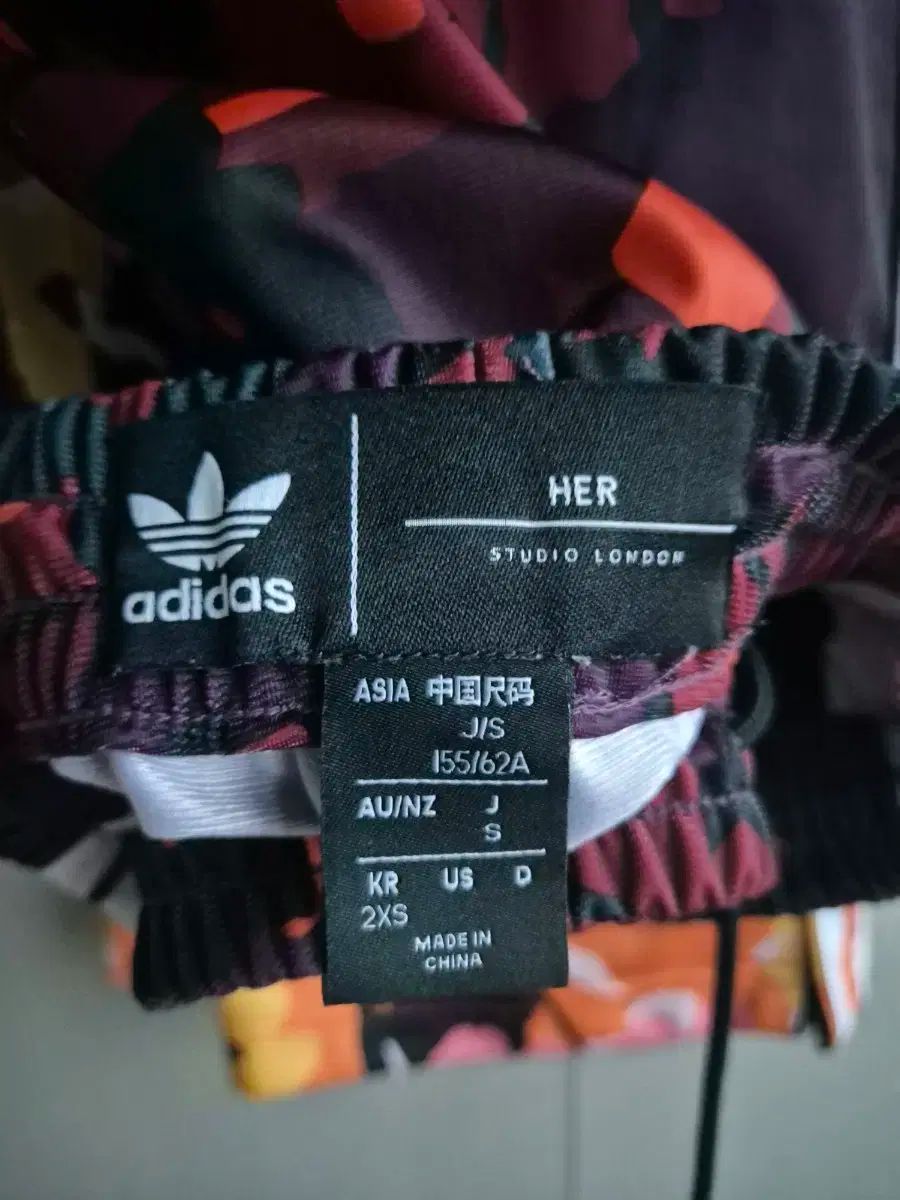 adidas
HER
STUDIO LONDON
ASIA 中国尺码
J/S
155/62A
AU/NZ J
S
KR US D
2XS
MADE IN
CHINA